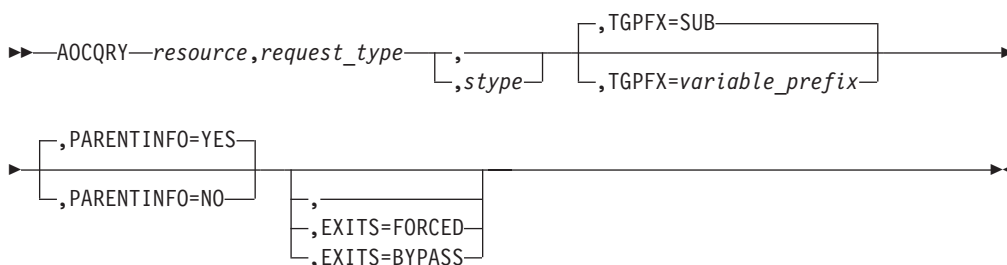 ,TGPFX=SUB
AOCQRY resource,request_type , 
,stype ,TGPFX=variable_prefix
,PARENTINFO=YES
,PARENTINFO=NO ,
,EXITS=FORCED
,EXITS=BYPASS